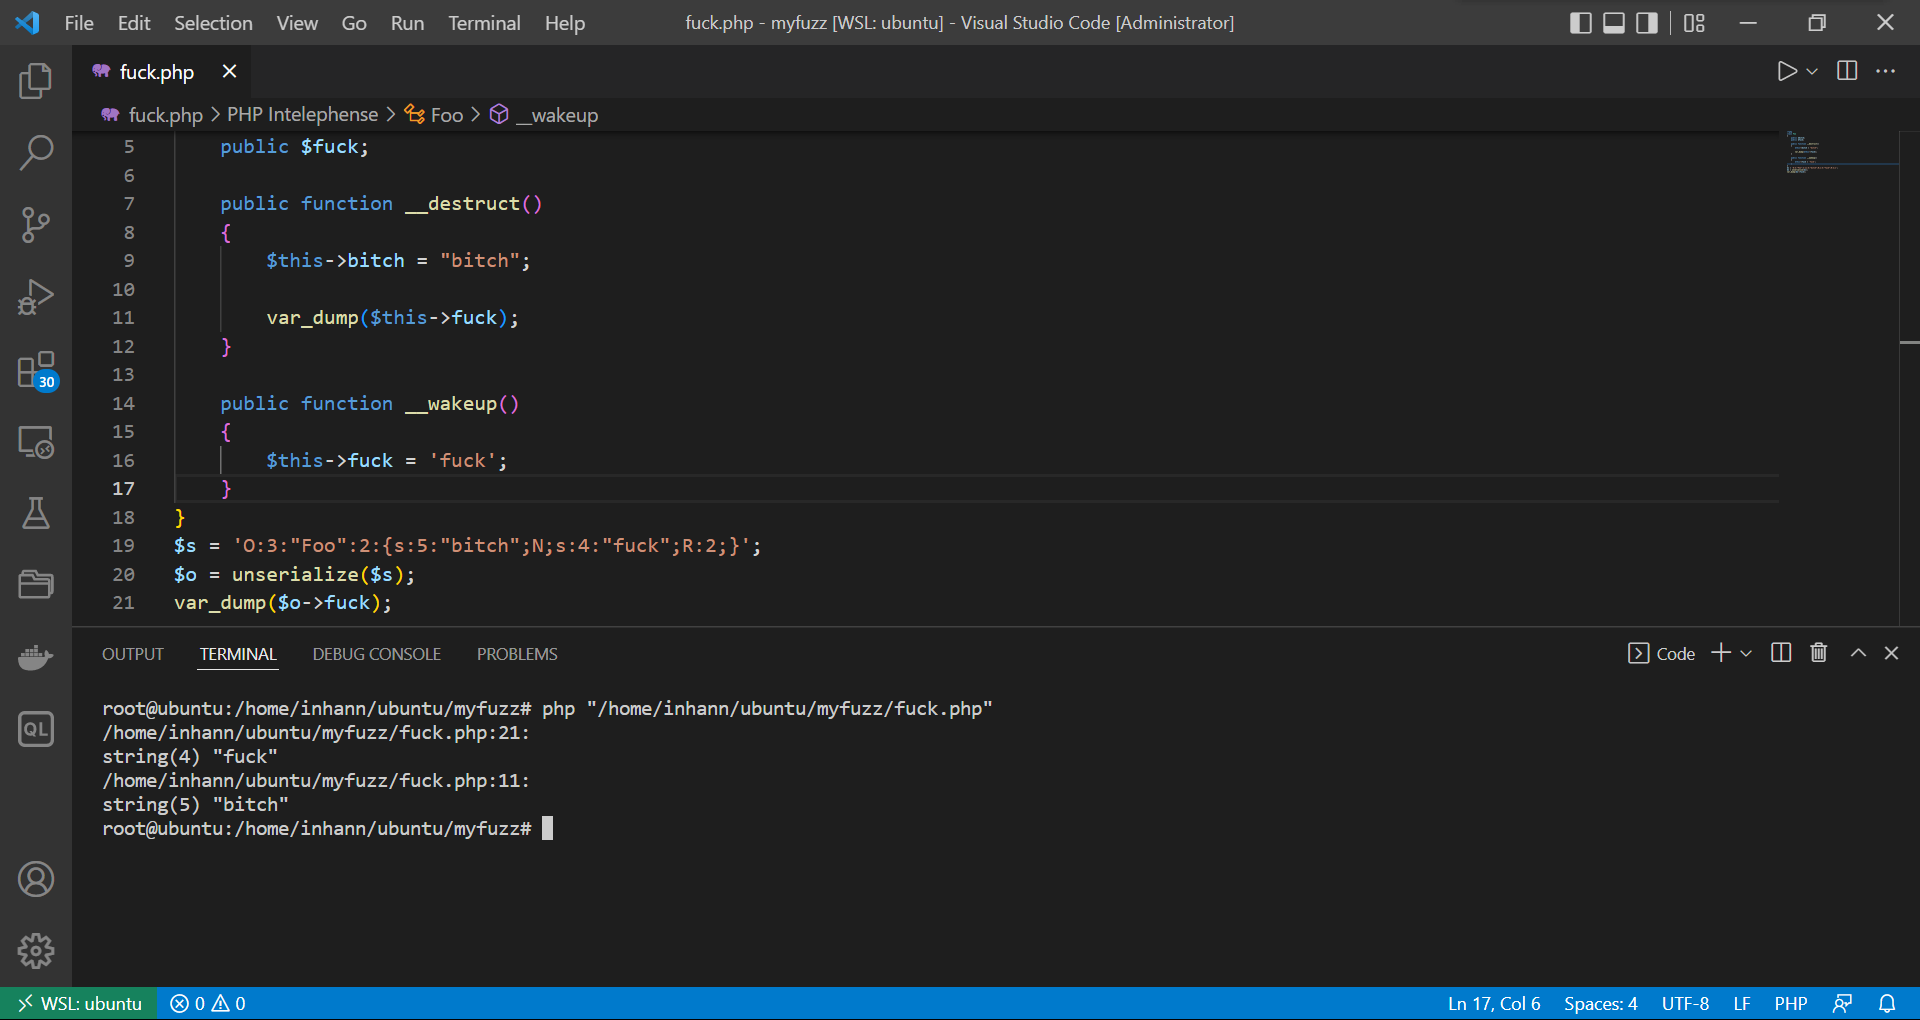 File Edit Selection View Go Run Terminal Help fuck.php - myfuzz [WSL: ubuntu] - Visual Studio Code [Administrator]
fuck.php
fuck.php > PHP Intelephense > Foo > __wakeup
5 public $fuck;
6
7 public function __destruct()
8 {
9 $this->bitch = "bitch";
10
11 var_dump($this->fuck);
12 }
13
14 public function __wakeup()
15 {
16 $this->fuck = 'fuck';
17 }
18 }
19 $s = 'O:3:"Foo":2:{s:5:"bitch";N;s:4:"fuck";R:2;}';
20 $o = unserialize($s);
21 var_dump($o->fuck);
30
QL
OUTPUT TERMINAL DEBUG CONSOLE PROBLEMS Code
root@ubuntu:/home/inhann/ubuntu/myfuzz# php "/home/inhann/ubuntu/myfuzz/fuck.php"
/home/inhann/ubuntu/myfuzz/fuck.php:21:
string(4) "fuck"
/home/inhann/ubuntu/myfuzz/fuck.php:11:
string(5) "bitch"
root@ubuntu:/home/inhann/ubuntu/myfuzz#
WSL: ubuntu 0 0 Ln 17, Col 6 Spaces: 4 UTF-8 LF PHP